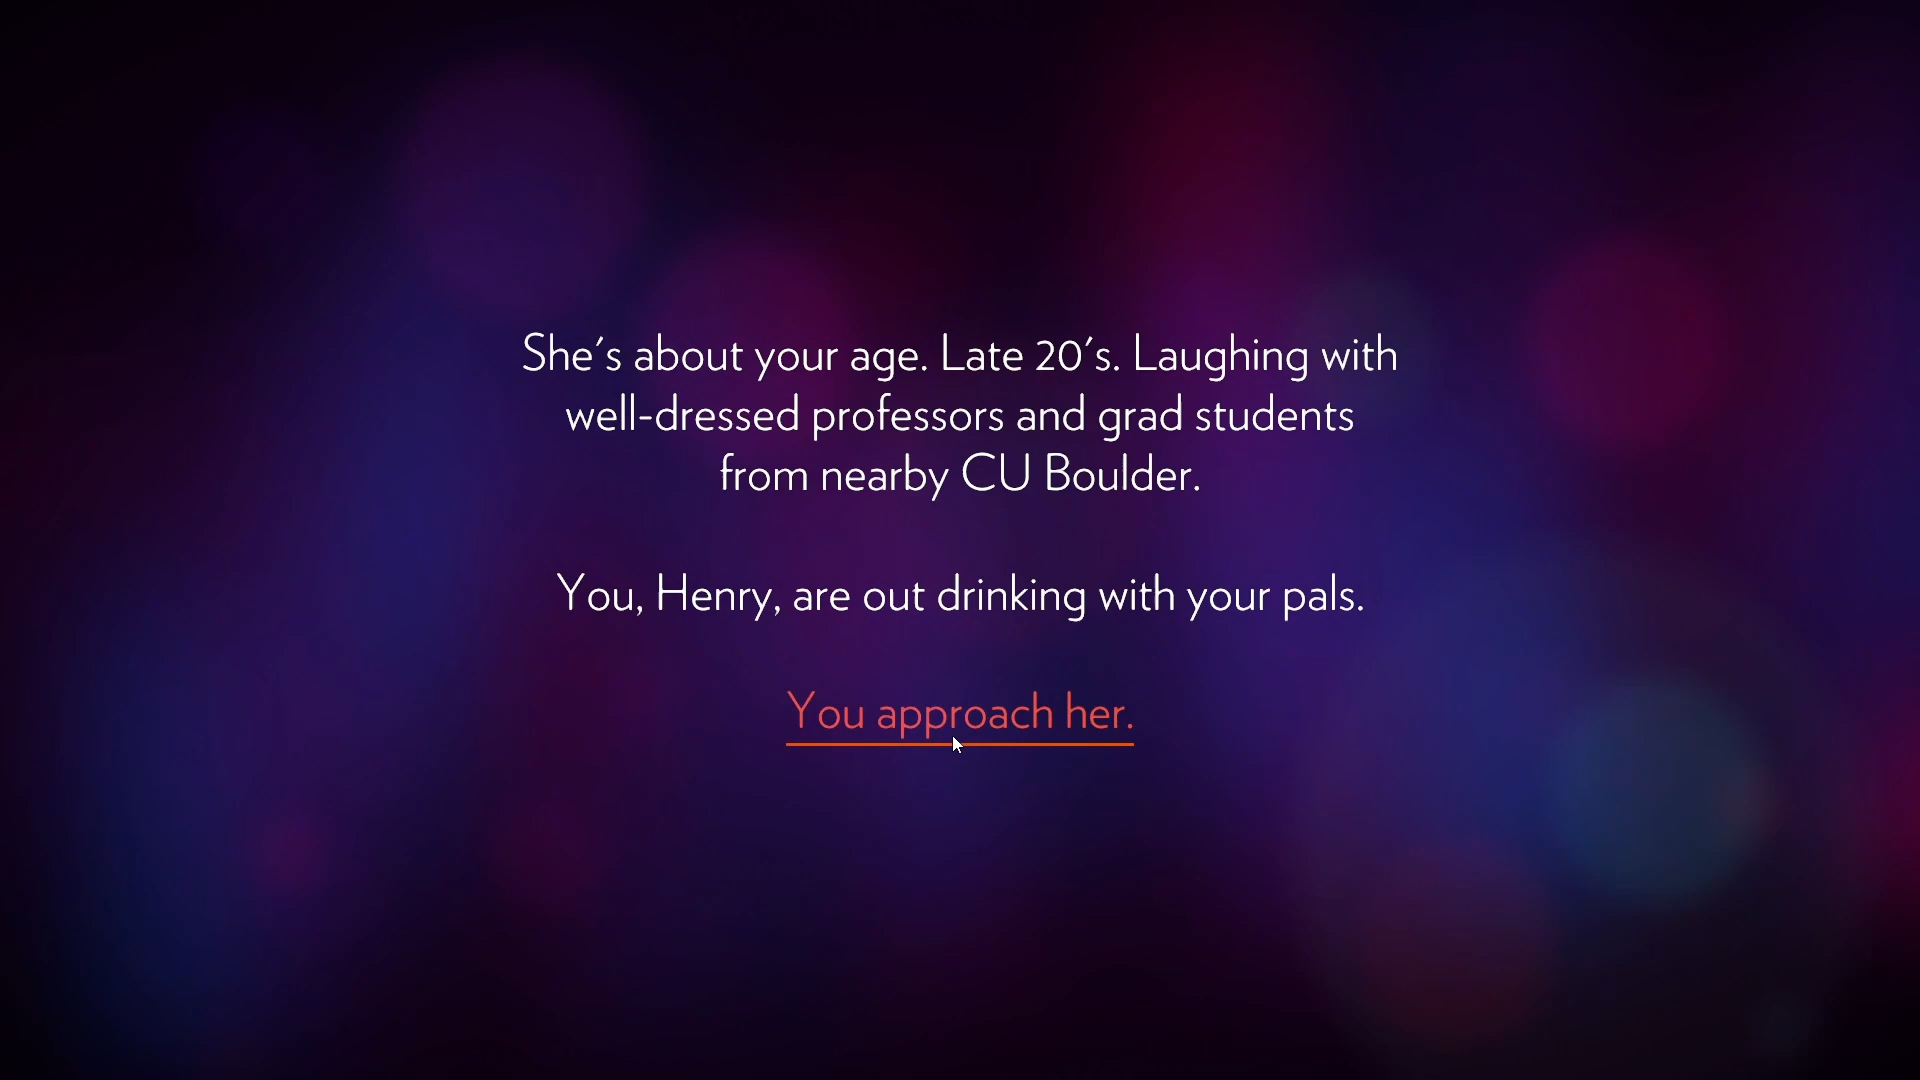 She's about your age. Late 20's. Laughing with
well-dressed professors and grad students
from nearby CU Boulder.
You, Henry, are out drinking with your pals.
You approach her.